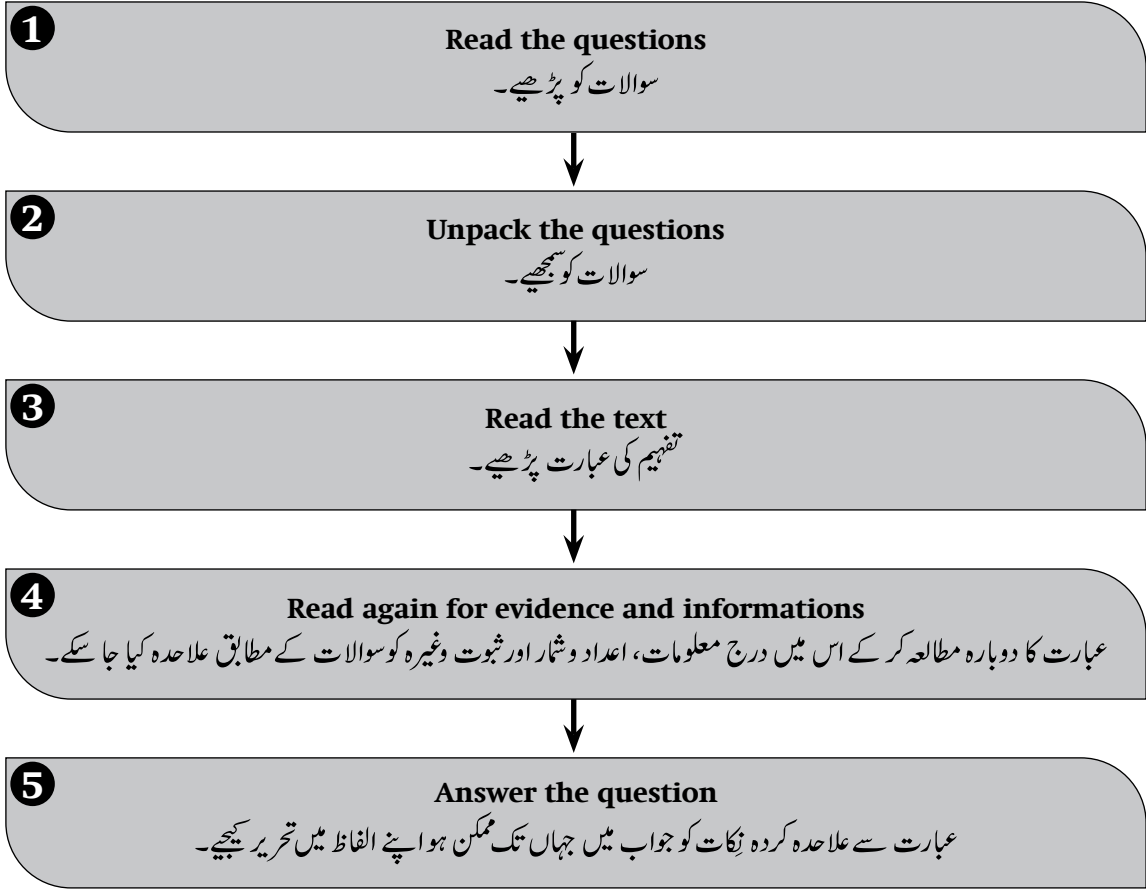 1
Read the questions
سوالات کو پڑھیے۔
2
Unpack the questions
سوالات کو سمجھیے۔
3
Read the text
تفہیم کی عبارت پڑھیے۔
4
Read again for evidence and informations
عبارت کا دوبارہ مطالعہ کر کے اس میں درج معلومات، اعداد و شمار اور ثبوت وغیرہ کو سوالات کے مطابق علاحدہ کیا جا سکے۔
5
Answer the question
عبارت سے علاحدہ کردہ نِکات کو جواب میں جہاں تک ممکن ہو اپنے الفاظ میں تحریر کیجیے۔